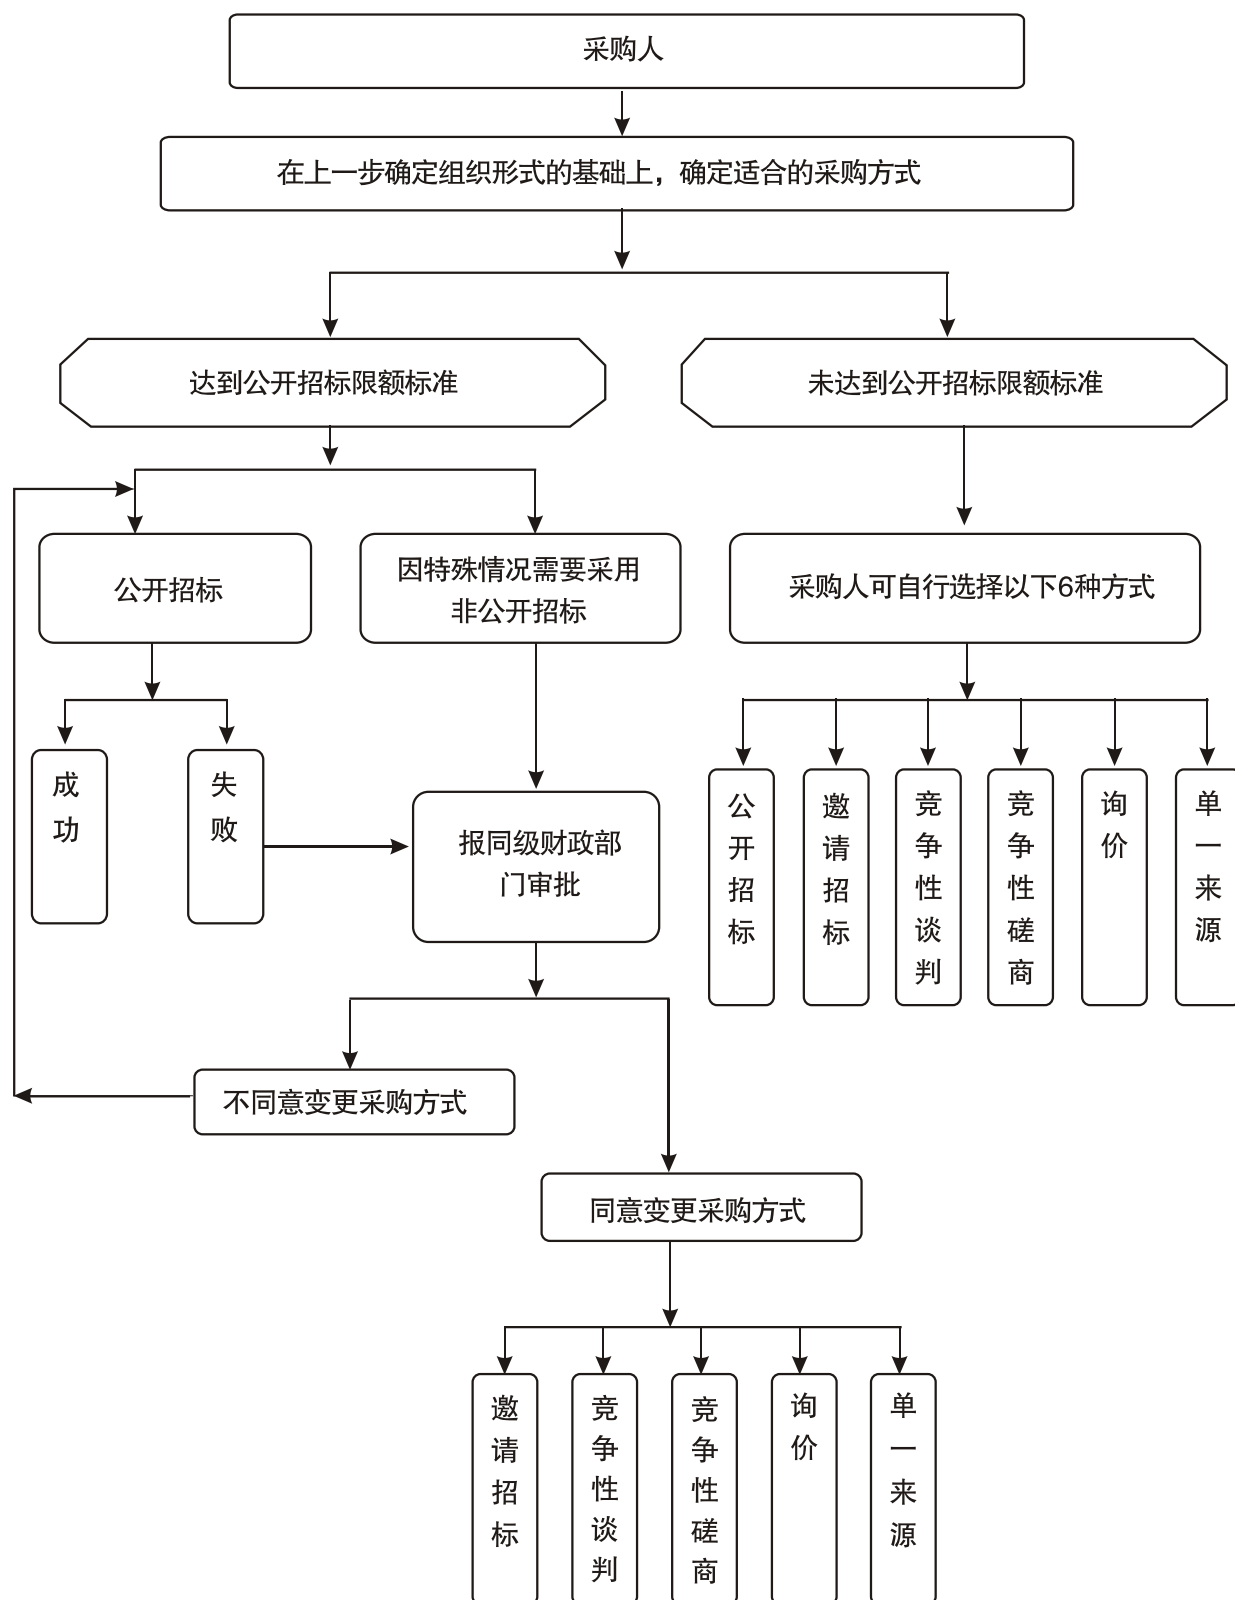 采购人
在上一步确定组织形式的基础上，确定适合的采购方式
达到公开招标限额标准
未达到公开招标限额标准
公开招标
因特殊情况需要采用
非公开招标
采购人可自行选择以下6种方式
成功
失败
报同级财政部
门审批
公开招标
邀请招标
竞争性谈判
竞争性磋商
询价
单一来源
不同意变更采购方式
同意变更采购方式
邀请招标
竞争性谈判
竞争性磋商
询价
单一来源